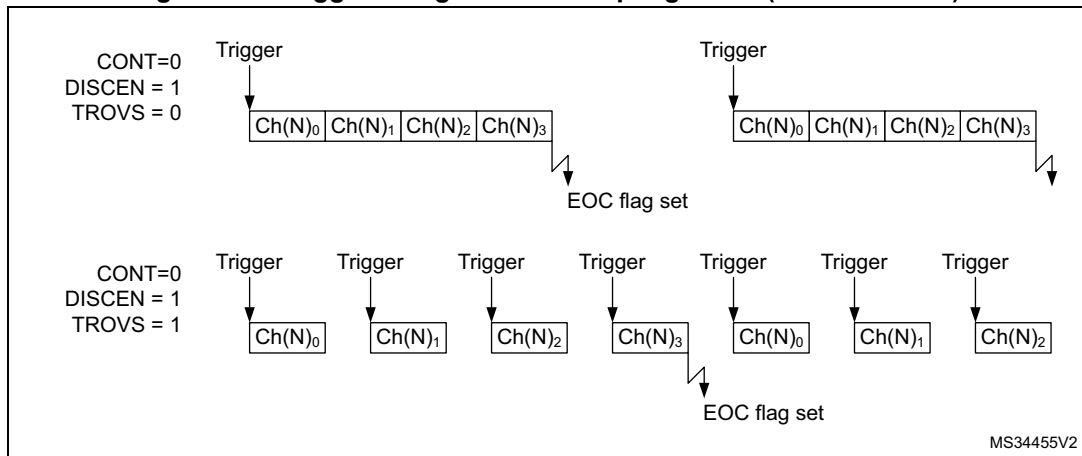 Trigger Trigger
CONT=0
DISCEN = 1
TROVS = 0
Ch(N)₀ Ch(N)₁ Ch(N)₂ Ch(N)₃ Ch(N)₀ Ch(N)₁ Ch(N)₂ Ch(N)₃
EOC flag set
Trigger Trigger Trigger Trigger Trigger Trigger Trigger
CONT=0
DISCEN = 1
TROVS = 1
Ch(N)₀ Ch(N)₁ Ch(N)₂ Ch(N)₃ Ch(N)₀ Ch(N)₁ Ch(N)₂
EOC flag set
MS34455V2